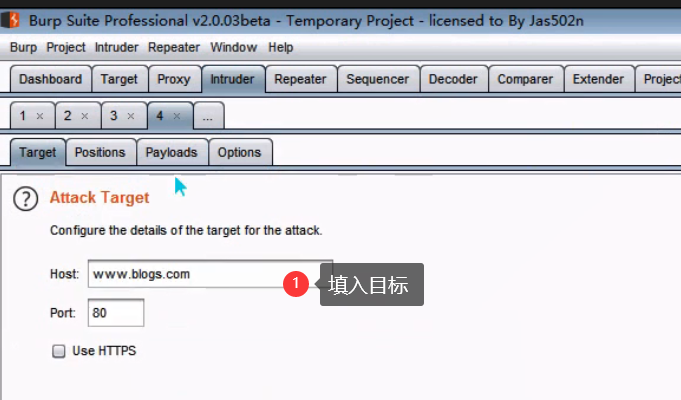 Burp Suite Professional v2.0.03beta - Temporary Project - licensed to By Jas502n
Burp Project Intruder Repeater Window Help
Dashboard Target Proxy Intruder Repeater Sequencer Decoder Comparer Extender Project
1 × 2 × 3 × 4 × ...
Target Positions Payloads Options
? Attack Target
Configure the details of the target for the attack.
Host: www.blogs.com
1 填入目标
Port: 80
Use HTTPS